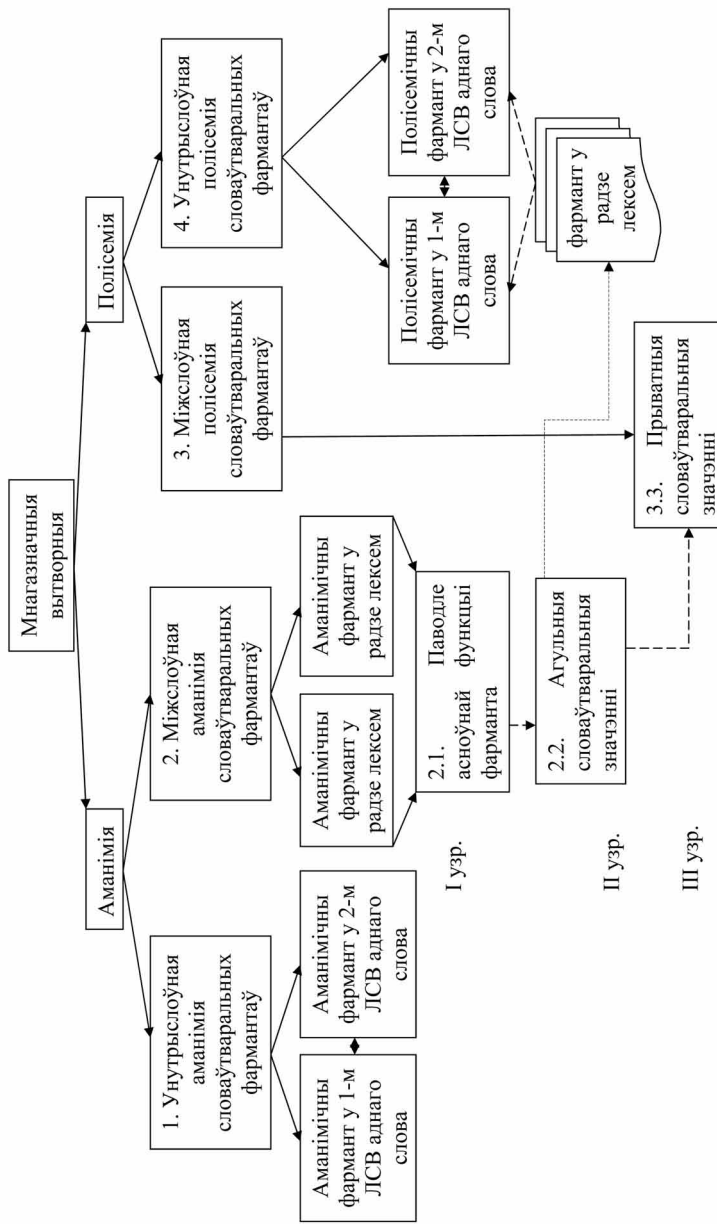 Мнагазначныя
вытворныя
Аманімія
Полісемія
1. Унутрыслоўная
аманімія
словаўтваральных
фармантаў
2. Міжслоўная
аманімія
словаўтваральных
фармантаў
3. Міжслоўная
полісемія
словаўтваральных
фармантаў
4. Унутрыслоўная
полісемія
словаўтваральных
фармантаў
Аманімічны
фармант у 1-м
ЛСВ аднаго
слова
Аманімічны
фармант у 2-м
ЛСВ аднаго
слова
Аманімічны
фармант у
радзе лексем
Аманімічны
фармант у
радзе лексем
Полісемічны
фармант у 1-м
ЛСВ аднаго
слова
Полісемічны
фармант у 2-м
ЛСВ аднаго
слова
I узр.
2.1. Паводле
асноўнай функцыі
фарманта
фармант у
радзе
лексем
II узр.
2.2. Агульныя
словаўтваральныя
значэнні
III узр.
3.3. Прыватныя
словаўтваральныя
значэнні